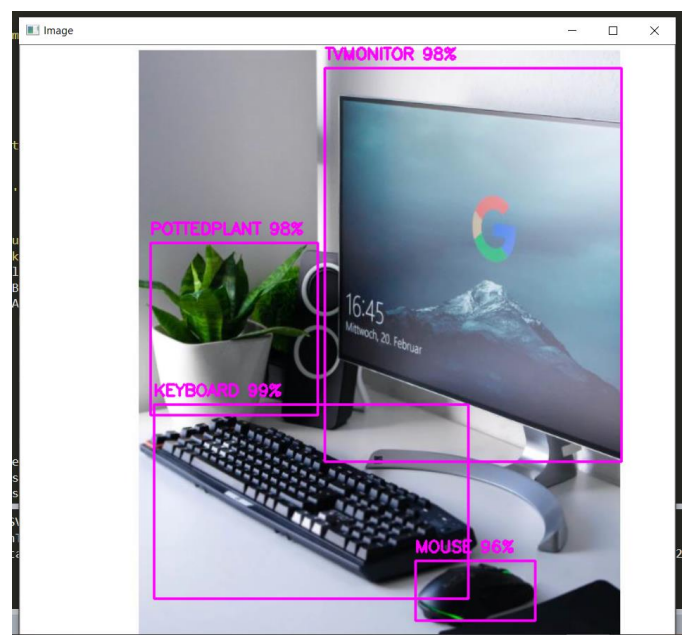 Image
TVMONITOR 98%
POTTEDPLANT 98%
16:45
Mittwoch, 20. Februar
KEYBOARD 99%
MOUSE 96%